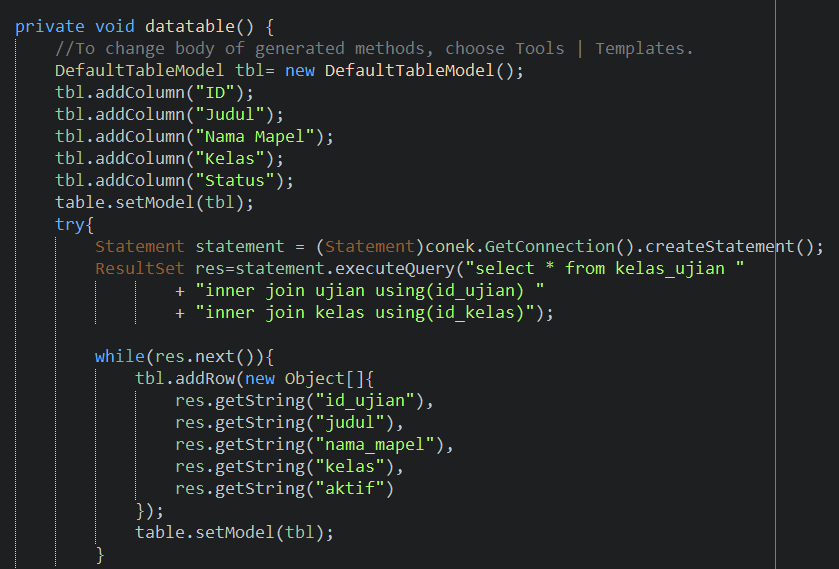 private void datatable() {
//To change body of generated methods, choose Tools | Templates.
DefaultTableModel tbl= new DefaultTableModel();
tbl.addColumn("ID");
tbl.addColumn("Judul");
tbl.addColumn("Nama Mapel");
tbl.addColumn("Kelas");
tbl.addColumn("Status");
table.setModel(tbl);
try{
Statement statement = (Statement)conek.GetConnection().createStatement();
ResultSet res=statement.executeQuery("select * from kelas_ujian "
+ "inner join ujian using(id_ujian) "
+ "inner join kelas using(id_kelas)");
while(res.next()){
tbl.addRow(new Object[]{
res.getString("id_ujian"),
res.getString("judul"),
res.getString("nama_mapel"),
res.getString("kelas"),
res.getString("aktif")
});
table.setModel(tbl);
}